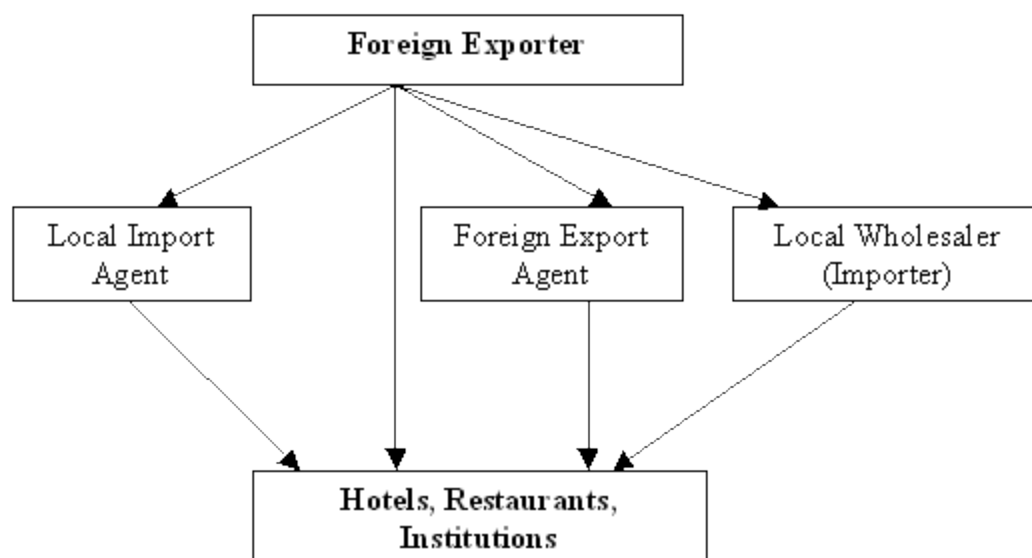 Foreign Exporter
Local Import
Agent
Foreign Export
Agent
Local Wholesaler
(Importer)
Hotels, Restaurants,
Institutions